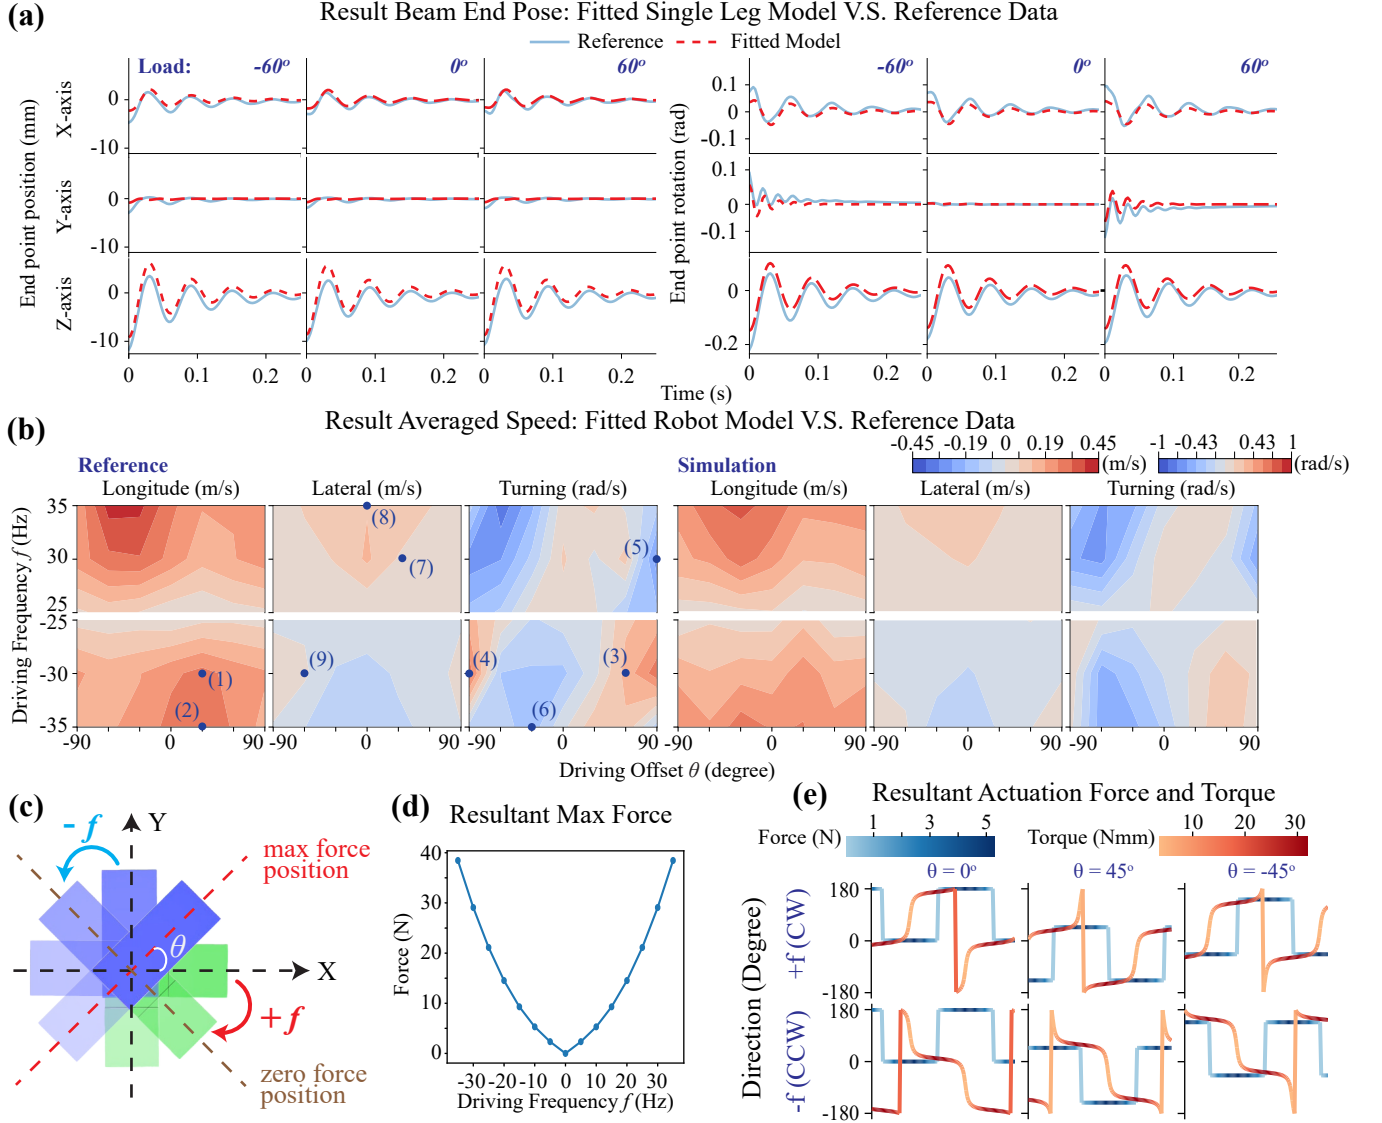 (a)
Result Beam End Pose: Fitted Single Leg Model V.S. Reference Data
Reference
Fitted Model
Load: -60º 0º 60º
-60º 0º 60º
End point position (mm)
X-axis
0
-10
Y-axis
0
-10
Z-axis
0
-10
0 0.1 0.2 0 0.1 0.2 0 0.1 0.2
End point rotation (rad)
0.1
0
-0.1
0.1
0
-0.1
0
-0.2
0 0.1 0.2 0 0.1 0.2 0 0.1 0.2
Time (s)
(b)
Result Averaged Speed: Fitted Robot Model V.S. Reference Data
-0.45 -0.19 0 0.19 0.45
(m/s)
-1 -0.43 0.43 1
(rad/s)
Reference
Simulation
Longitude (m/s) Lateral (m/s) Turning (rad/s) Longitude (m/s) Lateral (m/s) Turning (rad/s)
Driving Frequency f (Hz)
35
30
25
-25
-30
-35
(8)
(7)
(5)
(9)
(4)
(3)
(1)
(2)
(6)
-90 0 90 -90 0 90 -90 0 90 -90 0 90 -90 0 90 -90 0 90
Driving Offset θ (degree)
(c)
- f
Y
max force
position
θ
X
+ f
zero force
position
(d)
Resultant Max Force
Force (N)
40
30
20
10
0
-30 -20 -10 0 10 20 30
Driving Frequency f (Hz)
(e)
Resultant Actuation Force and Torque
Force (N) 1 3 5
Torque (Nmm) 10 20 30
θ = 0º θ = 45º θ = -45º
Direction (Degree)
+f (CW)
180
0
-180
-f (CCW)
180
0
-180